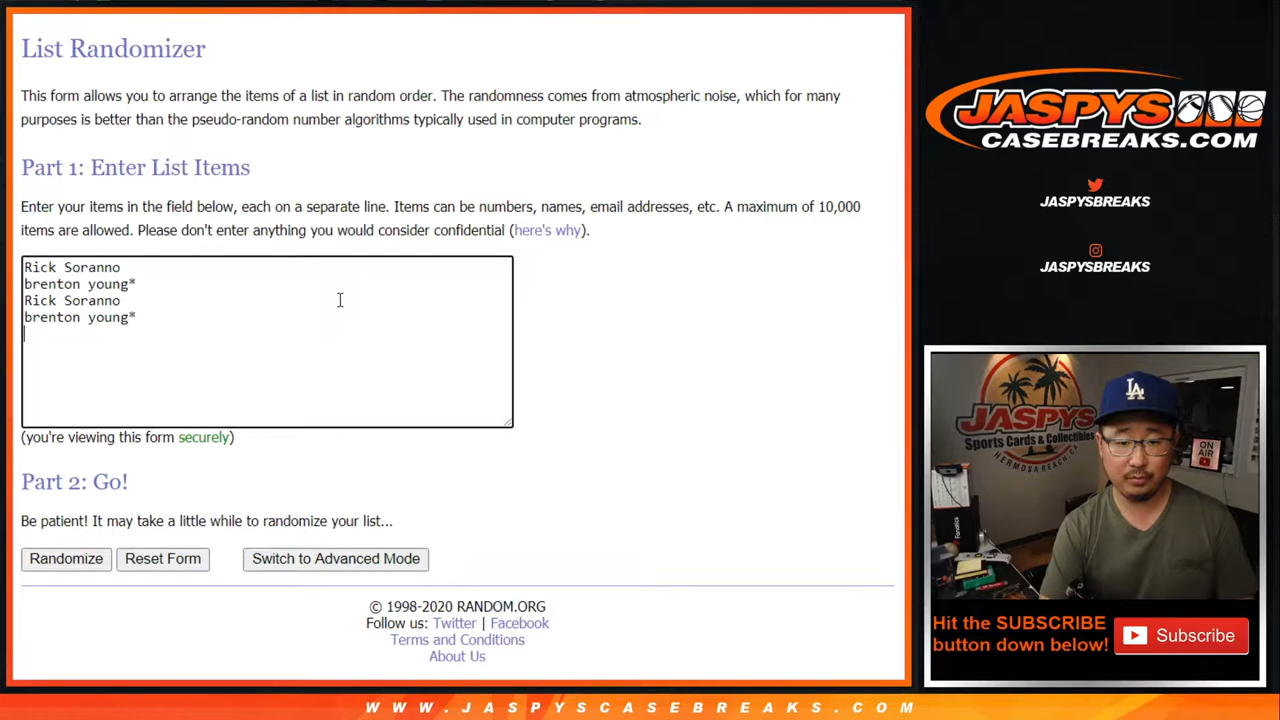 List Randomizer
This form allows you to arrange the items of a list in random order. The randomness comes from atmospheric noise, which for many
purposes is better than the pseudo-random number algorithms typically used in computer programs.
Part 1: Enter List Items
Enter your items in the field below, each on a separate line. Items can be numbers, names, email addresses, etc. A maximum of 10,000
items are allowed. Please don't enter anything you would consider confidential (here's why).
Rick Soranno
brenton young*
Rick Soranno
brenton young*
(you're viewing this form securely)
Part 2: Go!
Be patient! It may take a little while to randomize your list...
Randomize
Reset Form
Switch to Advanced Mode
© 1998-2020 RANDOM.ORG
Follow us: Twitter | Facebook
Terms and Conditions
About Us
JASPYS
CASEBREAKS.COM
JASPYSBREAKS
JASPYSBREAKS
JASPYS
Sports Cards & Collectibles
HERMOSA BEACH, CA
LA
ON
AIR
Fanatics
Hit the SUBSCRIBE
button down below!
Subscribe
WWW.JASPYSCASEBREAKS.COM